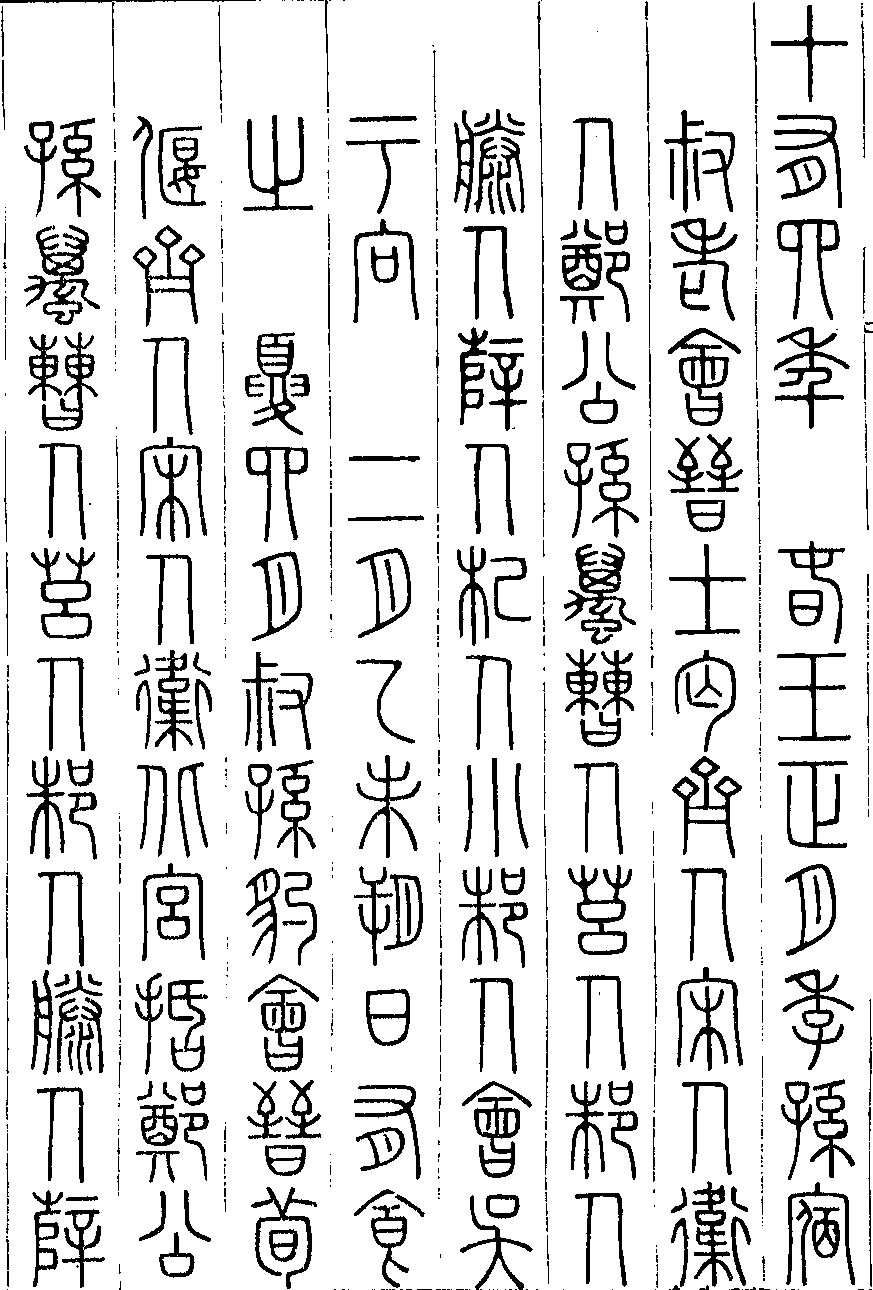 十有四年　春王正月季孫宿
叔老會晉士匄齊人宋人衛
人鄭公孫蠆曹人莒人邾人
滕人薛人杞人小邾人會吳
于向　二月乙未朔日有食
之　夏四月叔孫豹會晉荀
偃齊人宋人衛北宮括鄭公
孫蠆曹人莒人邾人滕人薛